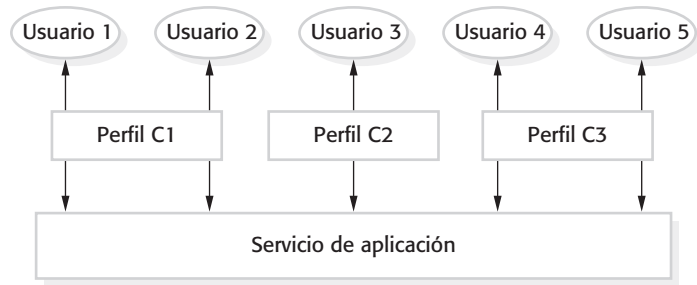 Usuario 1 Usuario 2 Usuario 3 Usuario 4 Usuario 5
Perfil C1 Perfil C2 Perfil C3
Servicio de aplicación